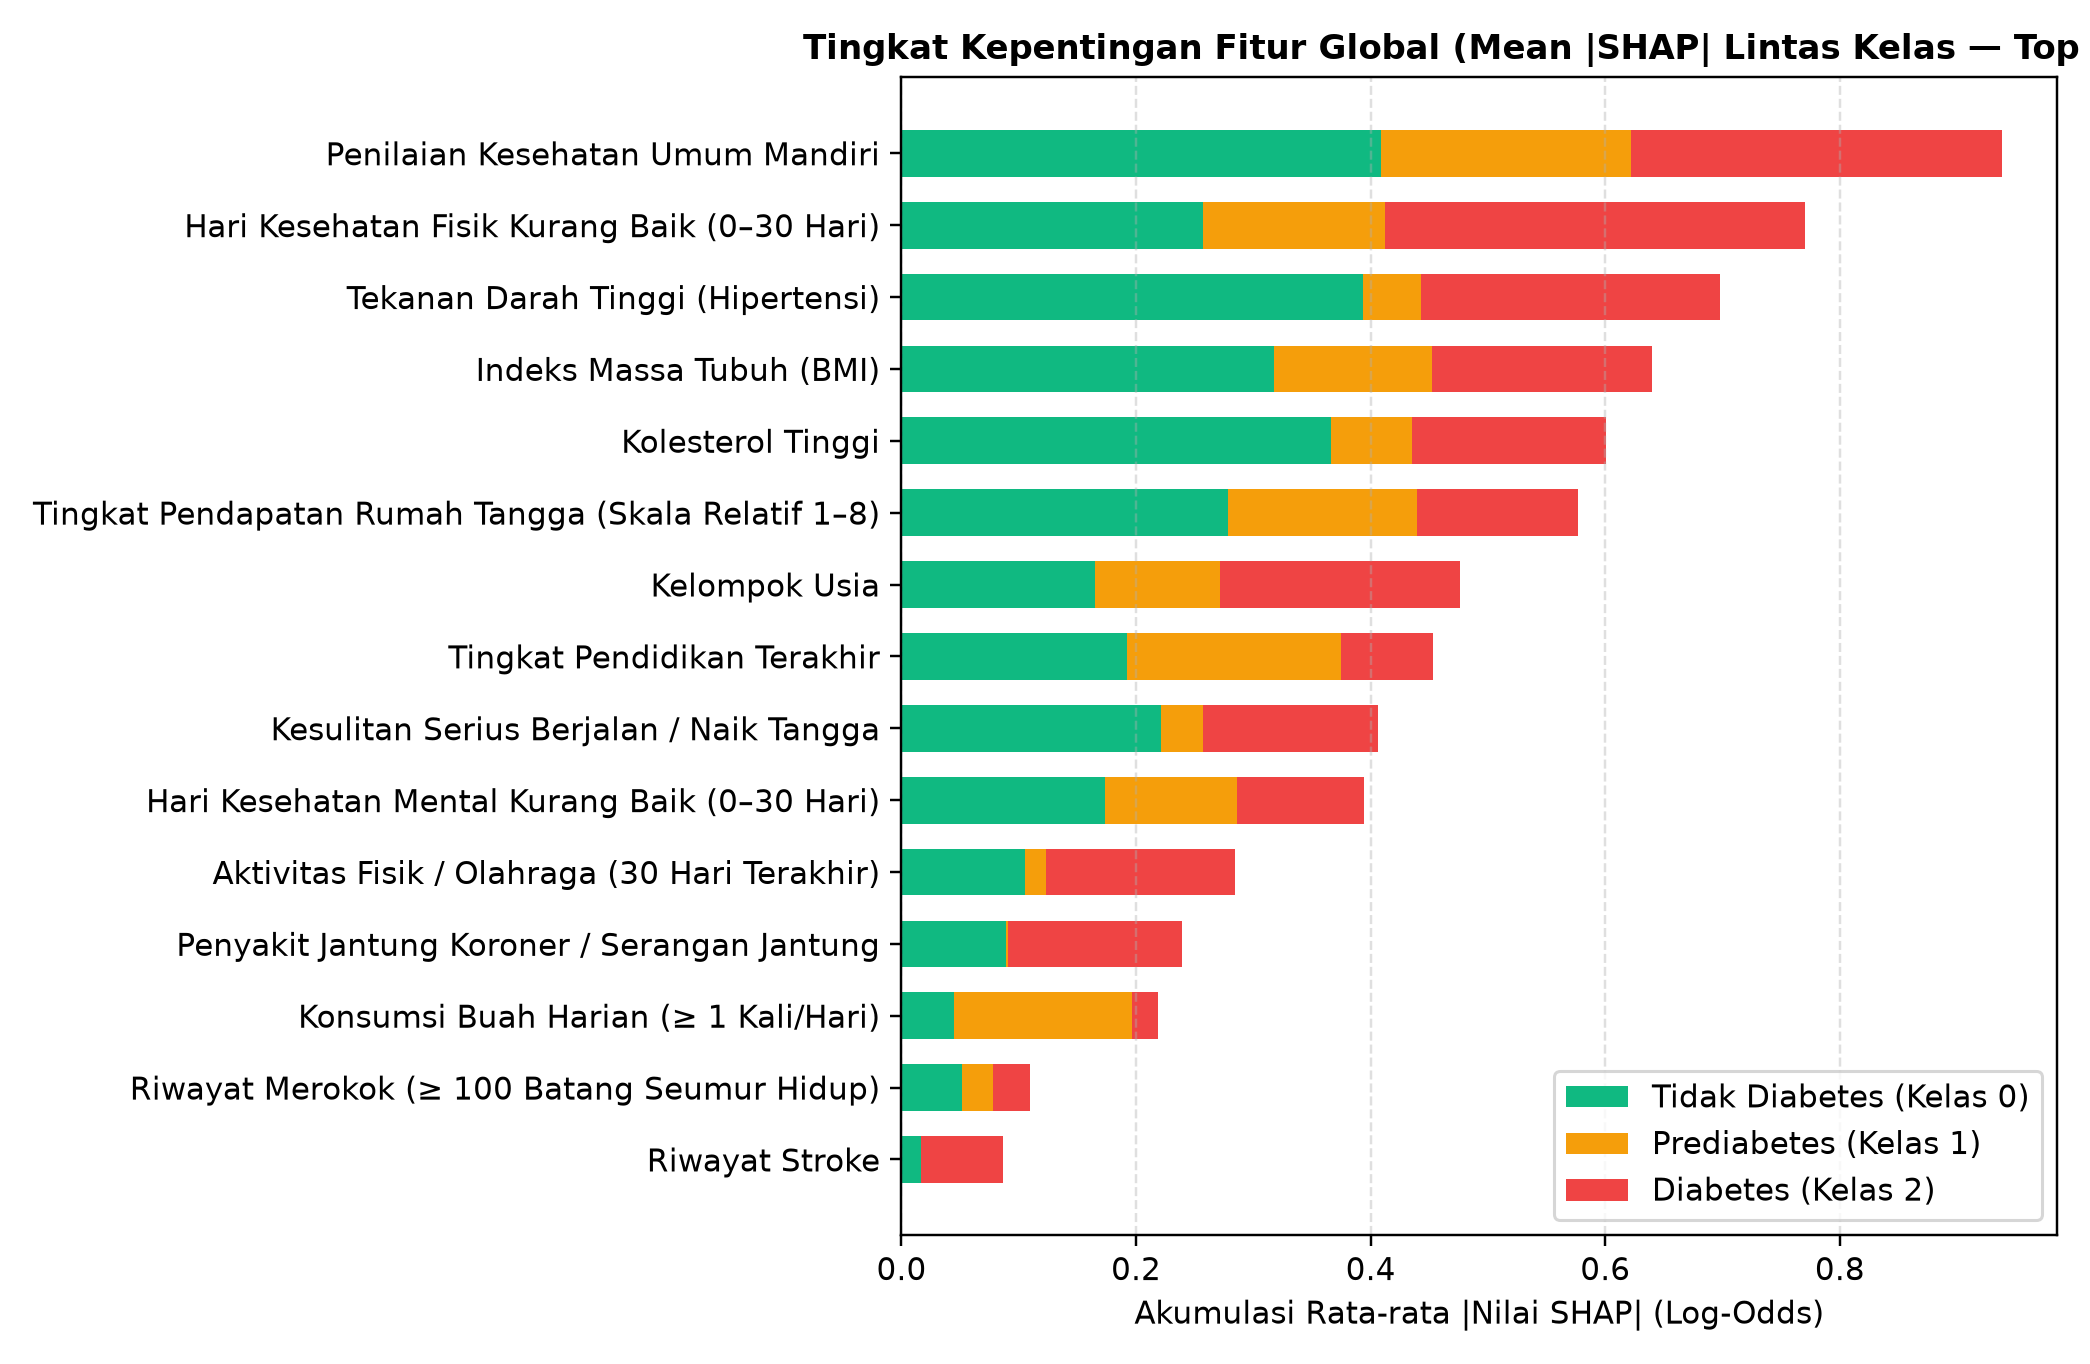 Tingkat Kepentingan Fitur Global (Mean |SHAP| Lintas Kelas — Top
Penilaian Kesehatan Umum Mandiri
Hari Kesehatan Fisik Kurang Baik (0–30 Hari)
Tekanan Darah Tinggi (Hipertensi)
Indeks Massa Tubuh (BMI)
Kolesterol Tinggi
Tingkat Pendapatan Rumah Tangga (Skala Relatif 1–8)
Kelompok Usia
Tingkat Pendidikan Terakhir
Kesulitan Serius Berjalan / Naik Tangga
Hari Kesehatan Mental Kurang Baik (0–30 Hari)
Aktivitas Fisik / Olahraga (30 Hari Terakhir)
Penyakit Jantung Koroner / Serangan Jantung
Konsumsi Buah Harian (≥ 1 Kali/Hari)
Riwayat Merokok (≥ 100 Batang Seumur Hidup)
Riwayat Stroke
Tidak Diabetes (Kelas 0)
Prediabetes (Kelas 1)
Diabetes (Kelas 2)
0.0 0.2 0.4 0.6 0.8
Akumulasi Rata-rata |Nilai SHAP| (Log-Odds)